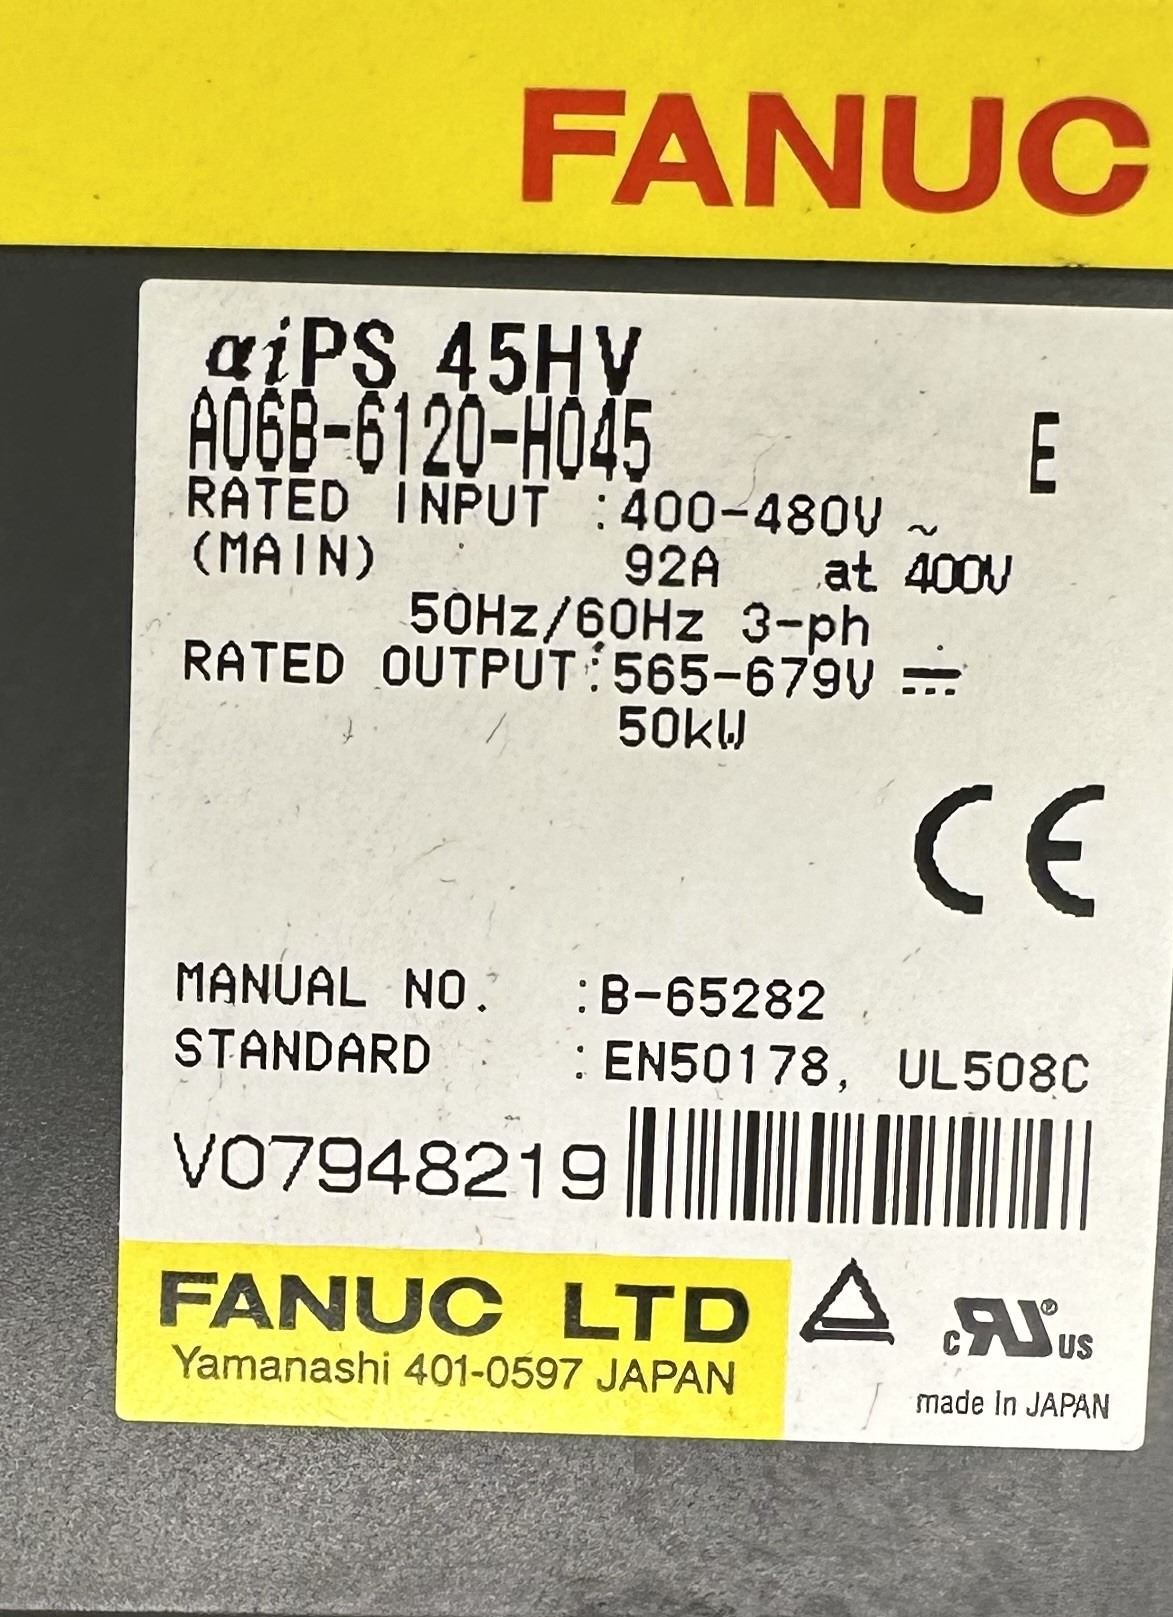 FANUC
αiPS 45HV
A06B-6120-H045 E
RATED INPUT :400-480V ~
(MAIN) 92A at 400V
50Hz/60Hz 3-ph
RATED OUTPUT:565-679V ⎓
50kW
CE
MANUAL NO. :B-65282
STANDARD :EN50178, UL508C
V07948219
FANUC LTD
Yamanashi 401-0597 JAPAN
c RU ® US
made in JAPAN